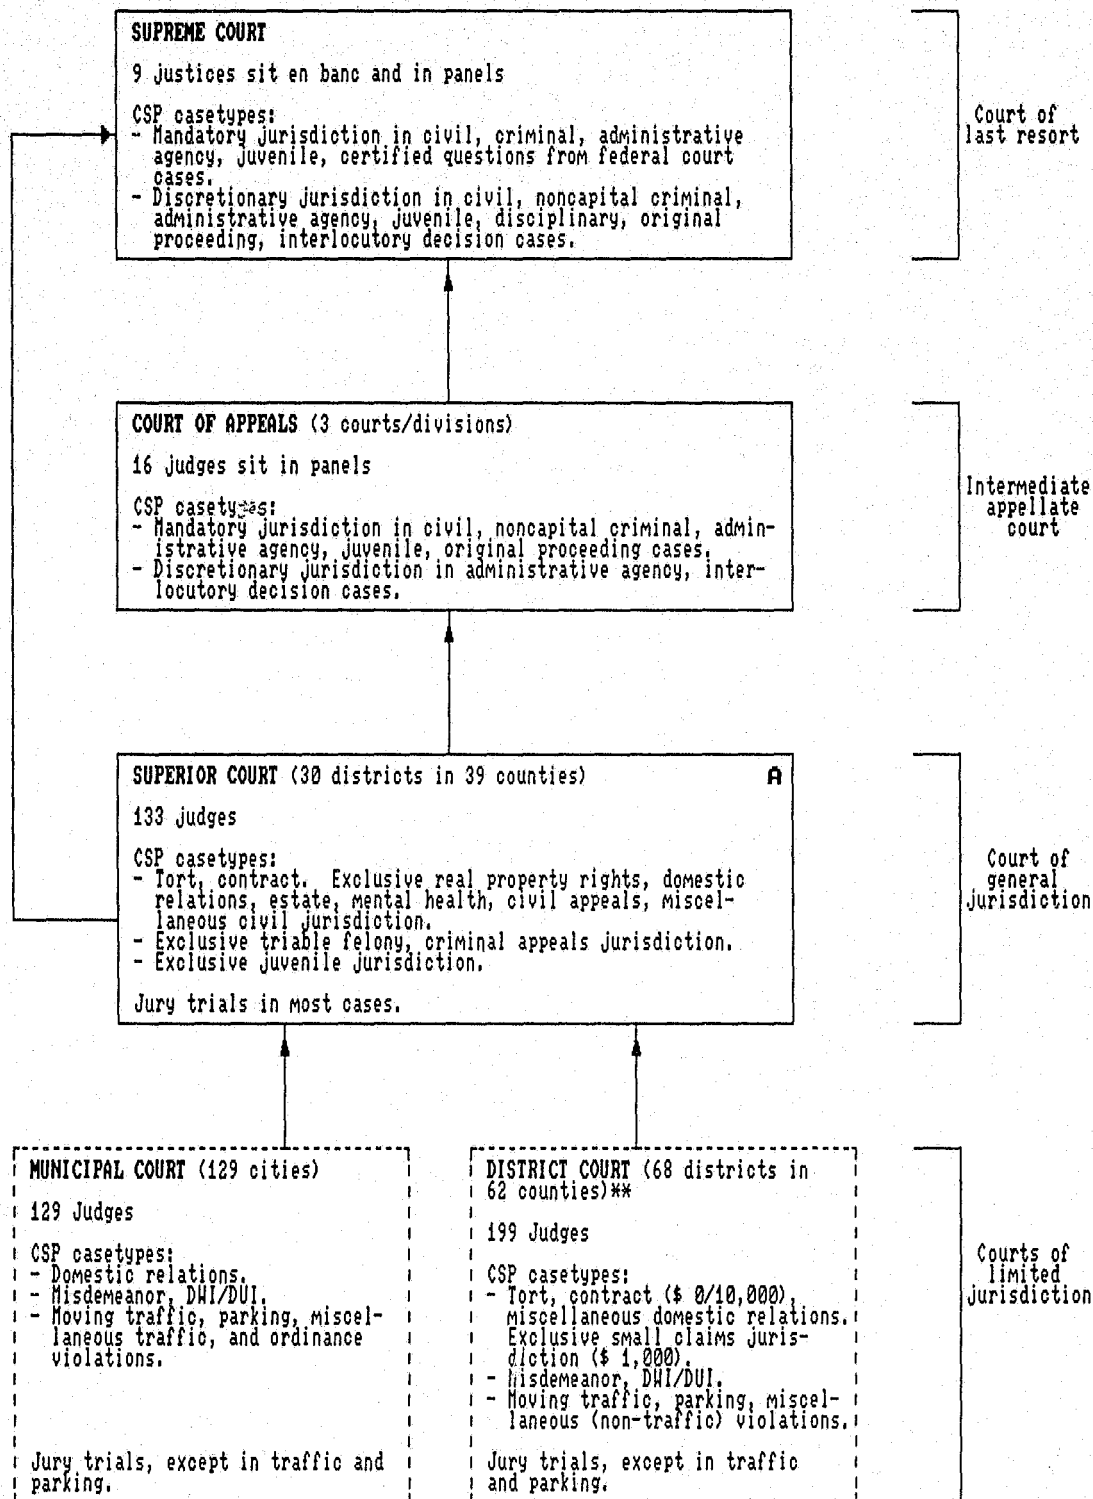 SUPREME COURT
9 justices sit en banc and in panels
CSP casetypes:
- Mandatory jurisdiction in civil, criminal, administrative
agency, juvenile, certified questions from federal court
cases.
- Discretionary jurisdiction in civil, noncapital criminal,
administrative agency, juvenile, disciplinary, original
proceeding, interlocutory decision cases.
Court of
last resort
COURT OF APPEALS (3 courts/divisions)
16 judges sit in panels
CSP casetypes:
- Mandatory jurisdiction in civil, noncapital criminal, admin-
istrative agency, juvenile, original proceeding cases.
- Discretionary jurisdiction in administrative agency, inter-
locutory decision cases.
Intermediate
appellate
court
SUPERIOR COURT (30 districts in 39 counties) A
133 judges
CSP casetypes:
- Tort, contract. Exclusive real property rights, domestic
relations, estate, mental health, civil appeals, miscel-
laneous civil jurisdiction.
- Exclusive triable felony, criminal appeals jurisdiction.
- Exclusive juvenile jurisdiction.
Jury trials in most cases.
Court of
general
jurisdiction
MUNICIPAL COURT (129 cities)
129 Judges
CSP casetypes:
- Domestic relations.
- Misdemeanor, DWI/DUI.
- Moving traffic, parking, miscel-
laneous traffic, and ordinance
violations.
Jury trials, except in traffic and
parking.
DISTRICT COURT (68 districts in
62 counties)**
199 Judges
CSP casetypes:
- Tort, contract ($ 0/10,000),
miscellaneous domestic relations.
Exclusive small claims juris-
diction ($ 1,000).
- Misdemeanor, DWI/DUI.
- Moving traffic, parking, miscel-
laneous (non-traffic) violations.
Jury trials, except in traffic
and parking.
Courts of
limited
jurisdiction